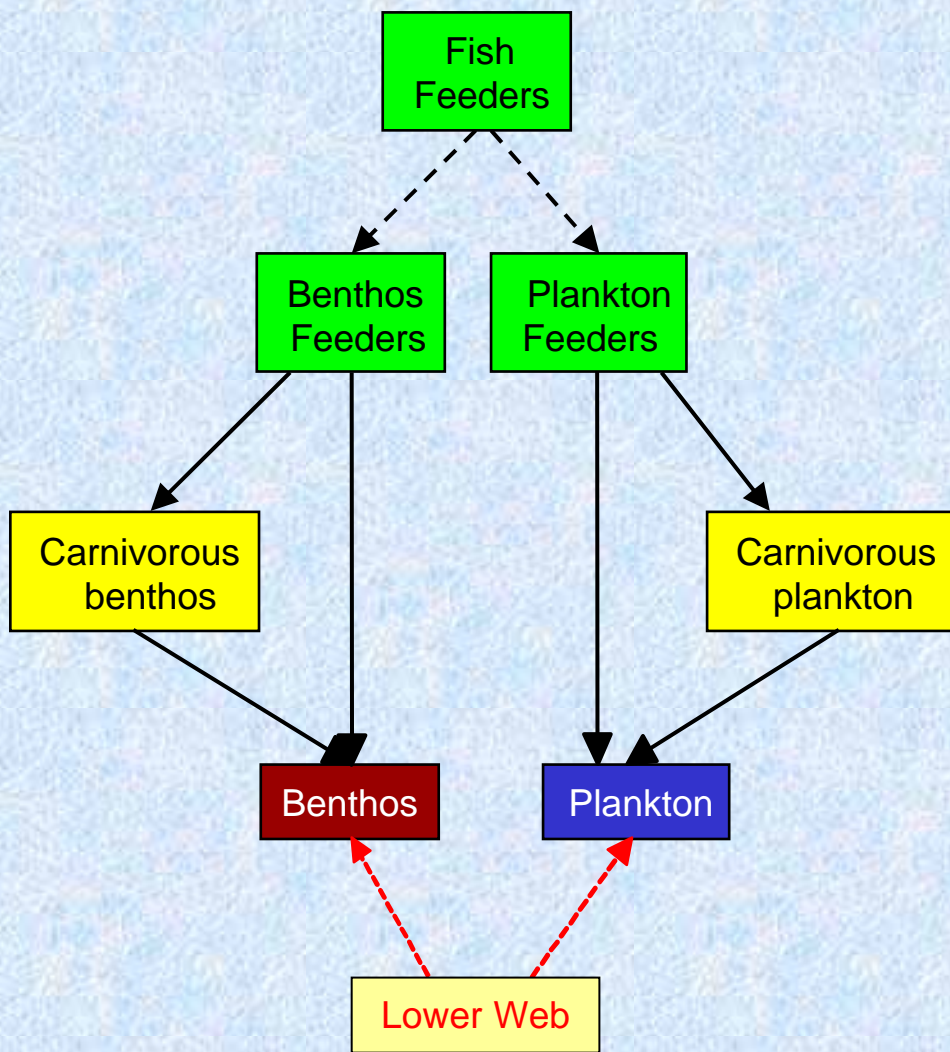 Fish
Feeders
Benthos
Feeders
Plankton
Feeders
Carnivorous
benthos
Carnivorous
plankton
Benthos
Plankton
Lower Web